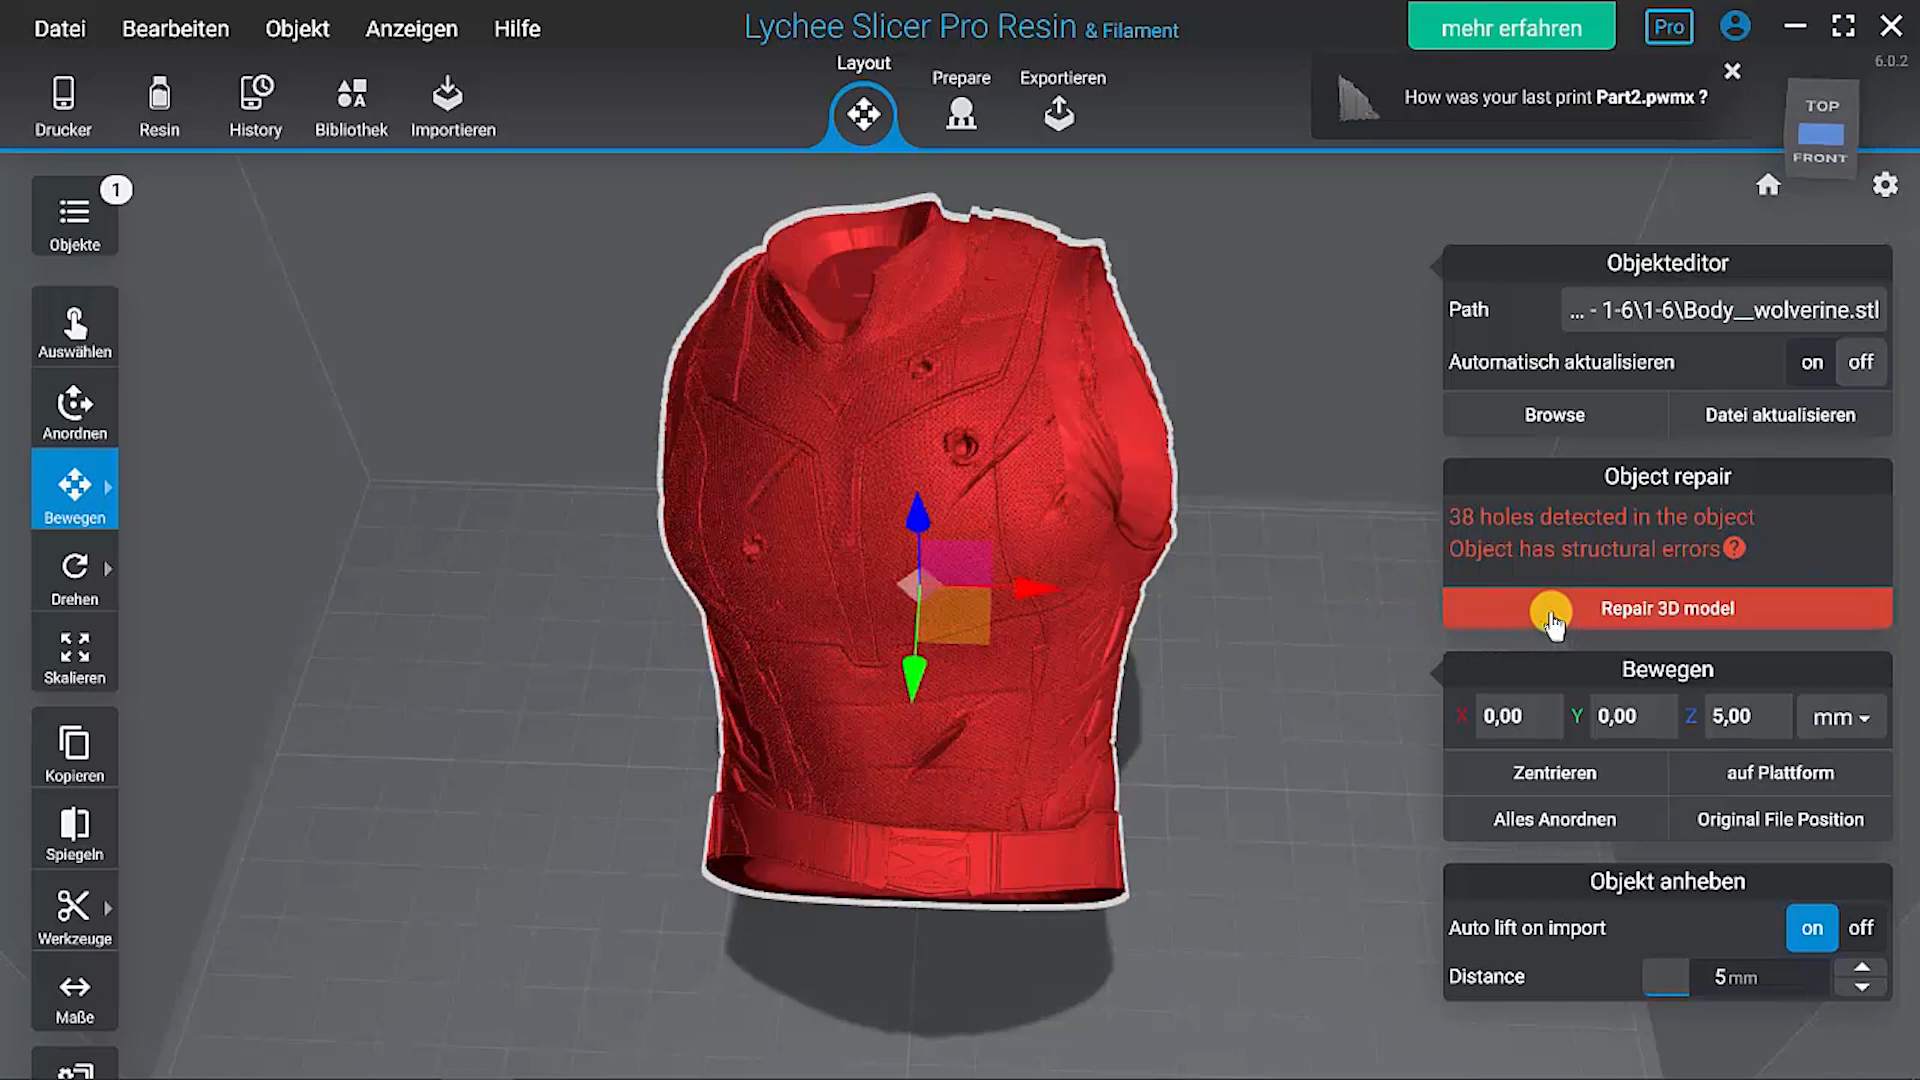 Datei Bearbeiten Objekt Anzeigen Hilfe
Lychee Slicer Pro Resin & Filament
mehr erfahren
Pro
6.0.2
Drucker
Resin
History
Bibliothek
Importieren
Layout
Prepare
Exportieren
How was your last print Part2.pwmx ?
TOP
FRONT
1
Objekte
Auswählen
Anordnen
Bewegen
Drehen
Skalieren
Kopieren
Spiegeln
Werkzeuge
Maße
Objekteditor
Path ... - 1-6\1-6\Body__wolverine.stl
Automatisch aktualisieren on off
Browse Datei aktualisieren
Object repair
38 holes detected in the object
Object has structural errors ?
Repair 3D model
Bewegen
X 0,00 Y 0,00 Z 5,00 mm
Zentrieren auf Plattform
Alles Anordnen Original File Position
Objekt anheben
Auto lift on import on off
Distance 5 mm